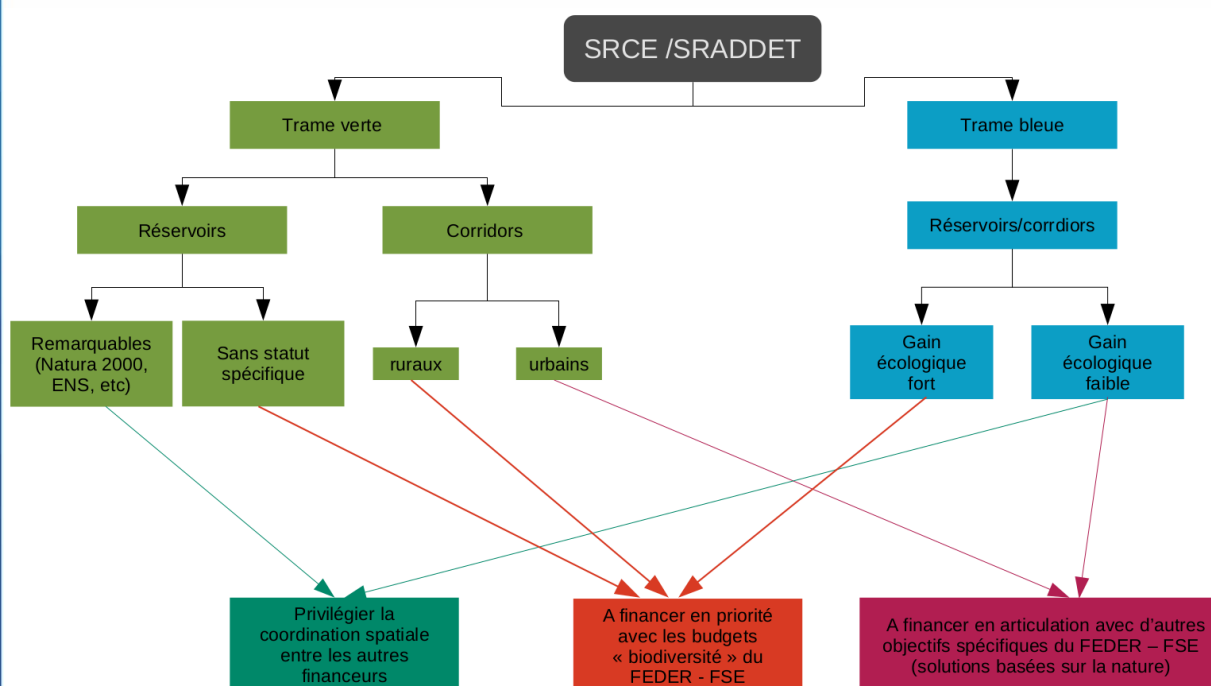 SRCE /SRADDET
Trame verte
Trame bleue
Réservoirs
Corridors
Réservoirs/corrdiors
Remarquables
(Natura 2000,
ENS, etc)
Sans statut
spécifique
ruraux
urbains
Gain
écologique
fort
Gain
écologique
faible
Privilégier la
coordination spatiale
entre les autres
financeurs
A financer en priorité
avec les budgets
« biodiversité » du
FEDER - FSE
A financer en articulation avec d'autres
objectifs spécifiques du FEDER – FSE
(solutions basées sur la nature)